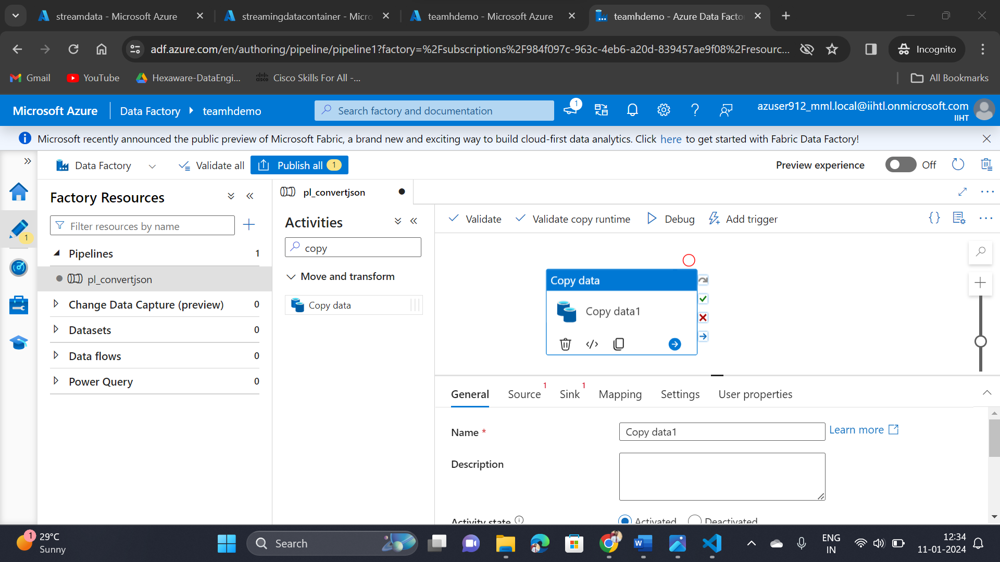 streamdata - Microsoft Azure
streamingdatacontainer - Micro
teamhdemo - Microsoft Azure
teamhdemo - Azure Data Facto
adf.azure.com/en/authoring/pipeline/pipeline1?factory=%2Fsubscriptions%2F984f097c-963c-4eb6-a20d-839457ae9f08%2Fresourc...
Incognito
Gmail
YouTube
Hexaware-DataEngi...
Cisco Skills For All -...
All Bookmarks
Microsoft Azure
Data Factory
teamhdemo
Search factory and documentation
1
azuser912_mml.local@iihtl.onmicrosoft.com
IIHT
Microsoft recently announced the public preview of Microsoft Fabric, a brand new and exciting way to build cloud-first data analytics. Click here to get started with Fabric Data Factory!
Data Factory
Validate all
Publish all 1
Preview experience
Off
Factory Resources
Filter resources by name
1
Pipelines 1
pl_convertjson
Change Data Capture (preview) 0
Datasets 0
Data flows 0
Power Query 0
pl_convertjson
Activities
copy
Move and transform
Copy data
Validate
Validate copy runtime
Debug
Add trigger
Copy data
Copy data1
General
Source 1
Sink 1
Mapping
Settings
User properties
Name *
Copy data1
Learn more
Description
Activity state
Activated
Deactivated
1
29°C
Sunny
Search
ENG
IN
12:34
11-01-2024